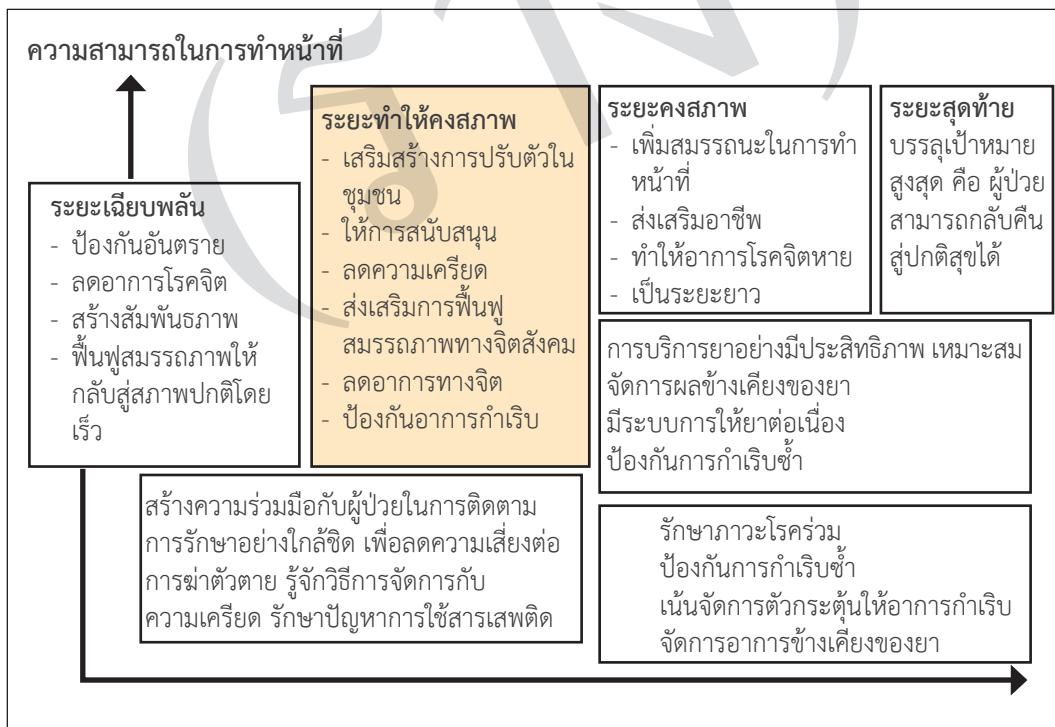 ความสามารถในการทำหน้าที่
ระยะเฉียบพลัน
- ป้องกันอันตราย
- ลดอาการโรคจิต
- สร้างสัมพันธภาพ
- ฟื้นฟูสมรรถภาพให้
กลับสู่สภาพปกติโดย
เร็ว
ระยะทำให้คงสภาพ
- เสริมสร้างการปรับตัวใน
ชุมชน
- ให้การสนับสนุน
- ลดความเครียด
- ส่งเสริมการฟื้นฟู
สมรรถภาพทางจิตสังคม
- ลดอาการทางจิต
- ป้องกันอาการกำเริบ
ระยะคงสภาพ
- เพิ่มสมรรถนะในการทำ
หน้าที่
- ส่งเสริมอาชีพ
- ทำให้อาการโรคจิตหาย
- เป็นระยะยาว
ระยะสุดท้าย
บรรลุเป้าหมาย
สูงสุด คือ ผู้ป่วย
สามารถกลับคืน
สู่ปกติสุขได้
การบริการยาอย่างมีประสิทธิภาพ เหมาะสม
จัดการผลข้างเคียงของยา
มีระบบการให้ยาต่อเนื่อง
ป้องกันการกำเริบซ้ำ
สร้างความร่วมมือกับผู้ป่วยในการติดตาม
การรักษาอย่างใกล้ชิด เพื่อลดความเสี่ยงต่อ
การฆ่าตัวตาย รู้จักวิธีการจัดการกับ
ความเครียด รักษาปัญหาการใช้สารเสพติด
รักษาภาวะโรคร่วม
ป้องกันการกำเริบซ้ำ
เน้นจัดการตัวกระตุ้นให้อาการกำเริบ
จัดการอาการข้างเคียงของยา